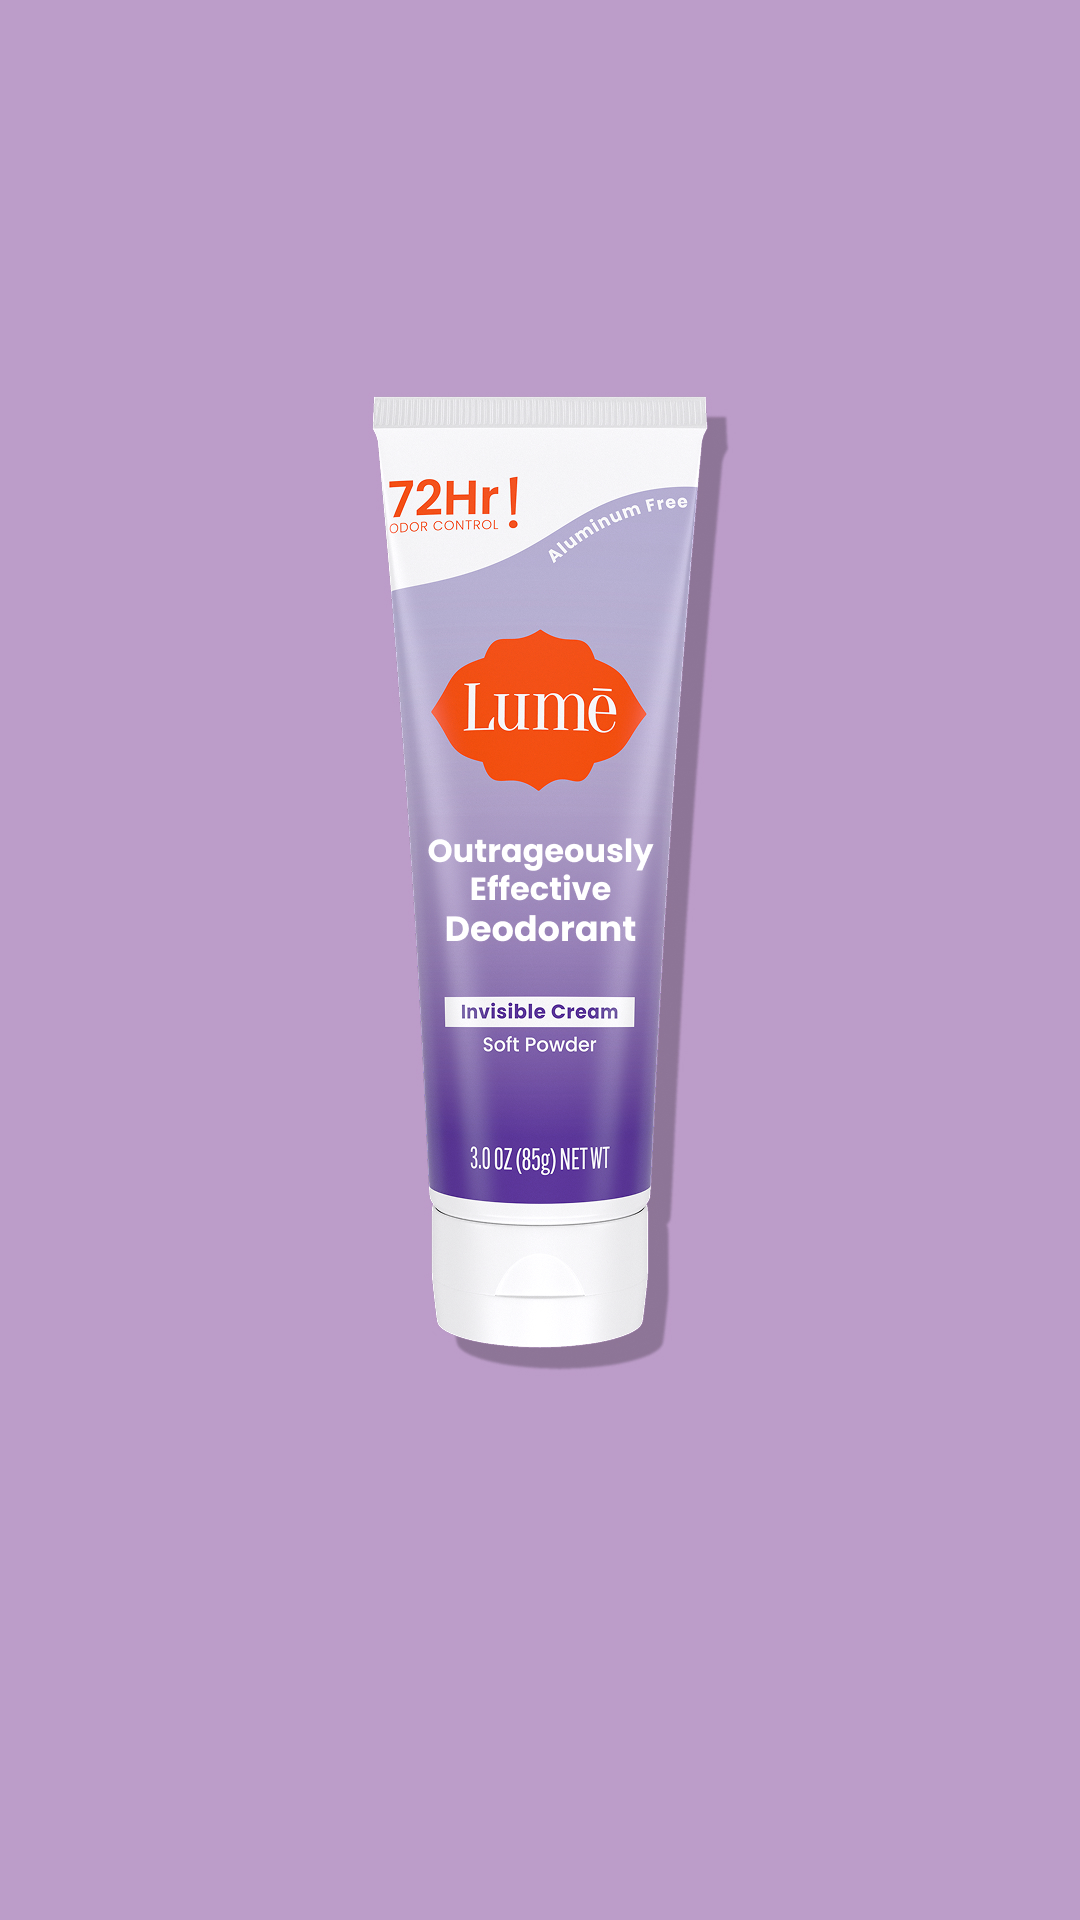 72Hr!
ODOR CONTROL
Aluminum Free
Lumē
Outrageously
Effective
Deodorant
Invisible Cream
Soft Powder
3.0 OZ (85g) NET WT